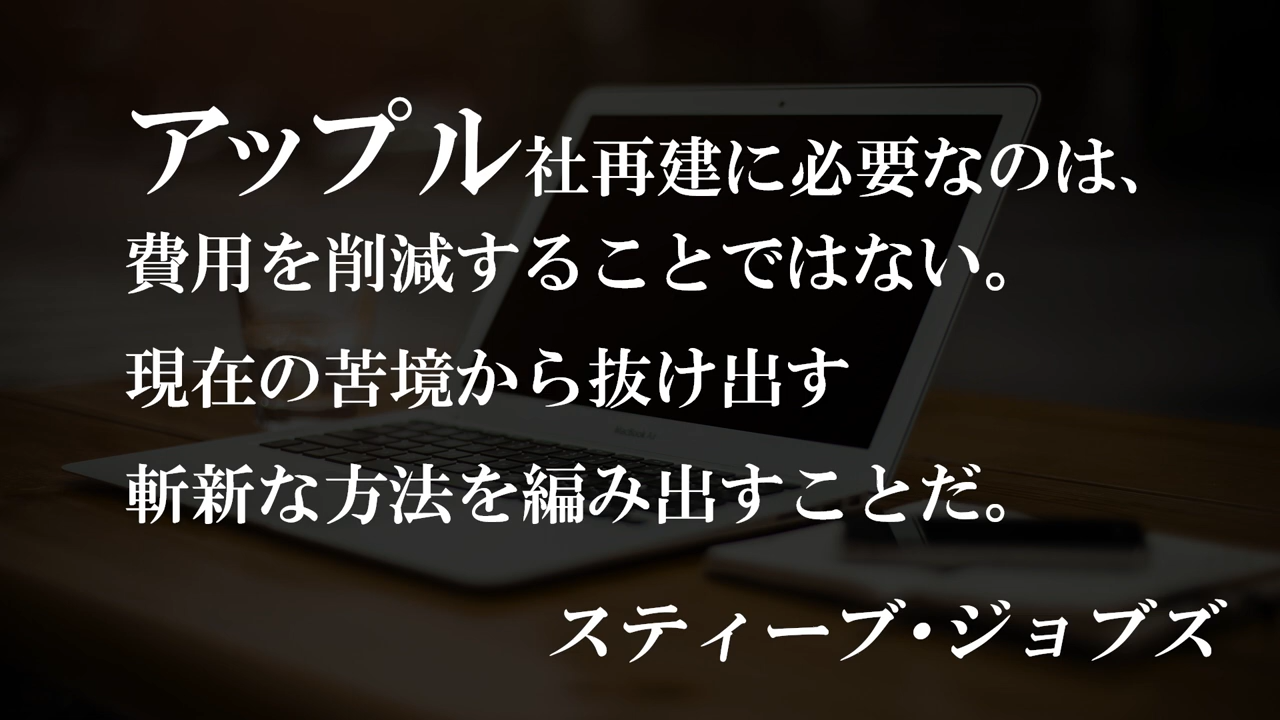 アップル社再建に必要なのは、
費用を削減することではない。
現在の苦境から抜け出す
斬新な方法を編み出すことだ。
スティーブ・ジョブズ